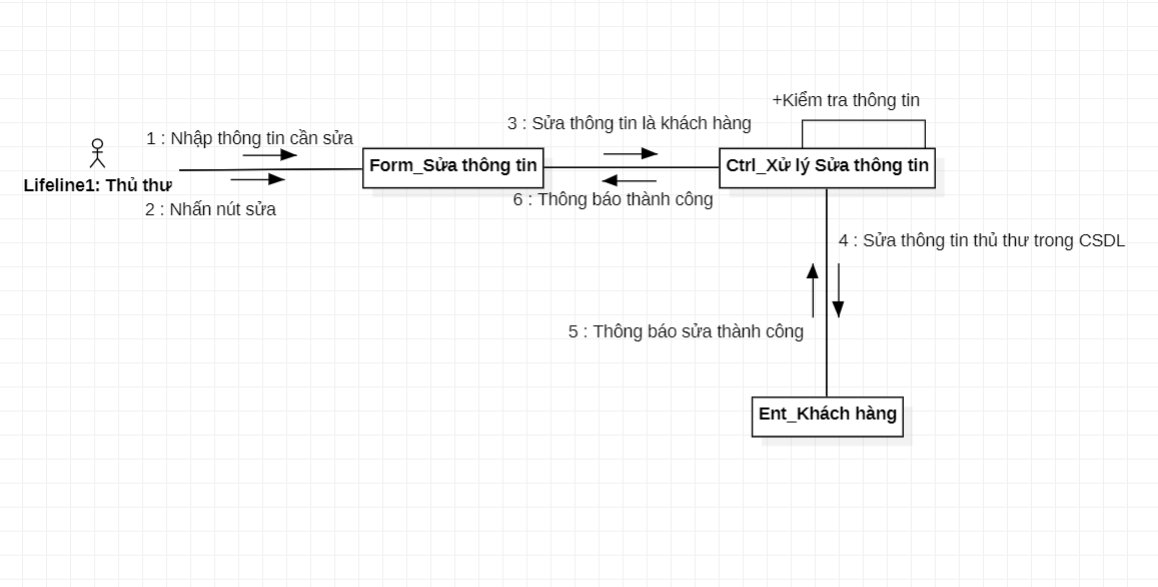 +Kiểm tra thông tin
3 : Sửa thông tin là khách hàng
1 : Nhập thông tin cần sửa
Form_Sửa thông tin
Ctrl_Xử lý Sửa thông tin
Lifeline1: Thủ thư
6 : Thông báo thành công
2 : Nhấn nút sửa
4 : Sửa thông tin thủ thư trong CSDL
5 : Thông báo sửa thành công
Ent_Khách hàng